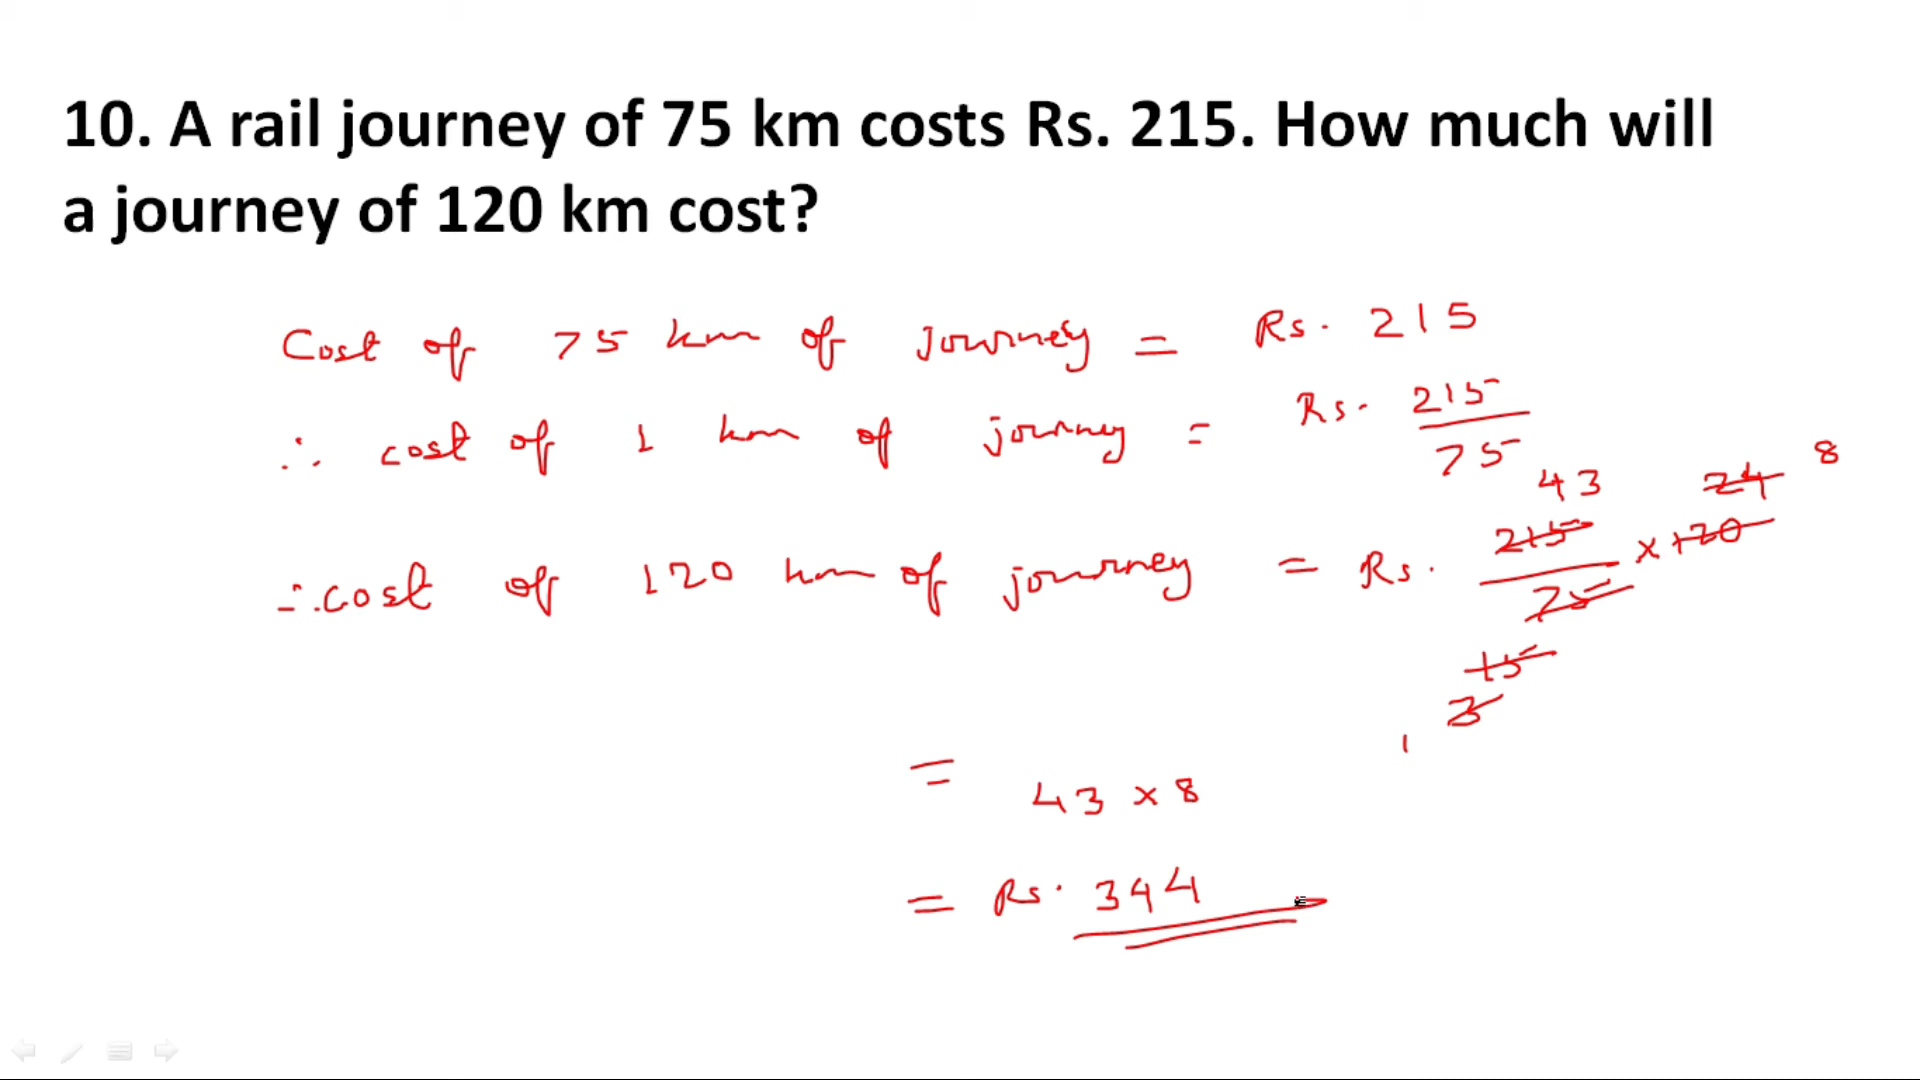 10. A rail journey of 75 km costs Rs. 215. How much will
a journey of 120 km cost?
Cost of 75 km of journey = Rs. 215
∴ cost of 1 km of journey = Rs. 215/75
43 24 8
∴ cost of 120 km of journey = Rs. 215/75 × 120
15
3
1
= 43 × 8
= Rs. 344